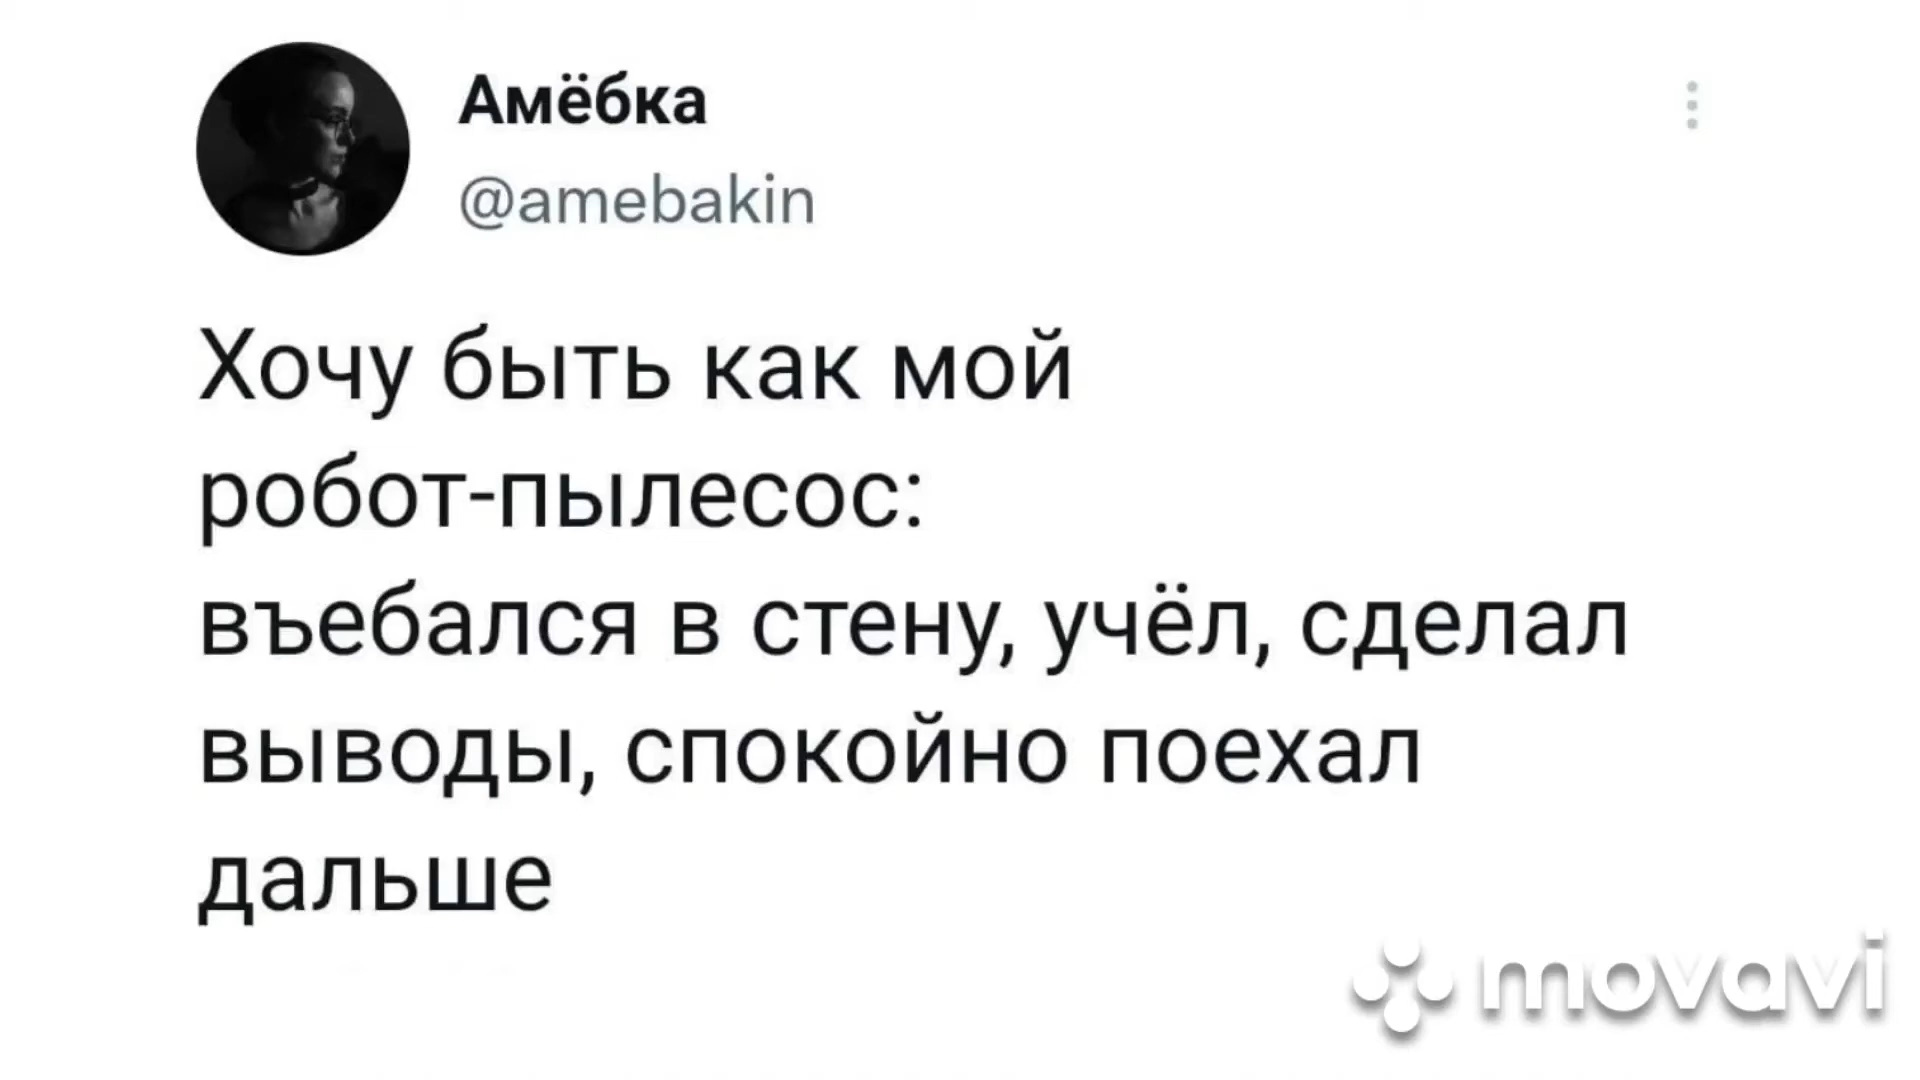 Амёбка
@amebakin
Хочу быть как мой
робот-пылесос:
въебался в стену, учёл, сделал
выводы, спокойно поехал
дальше
movavi